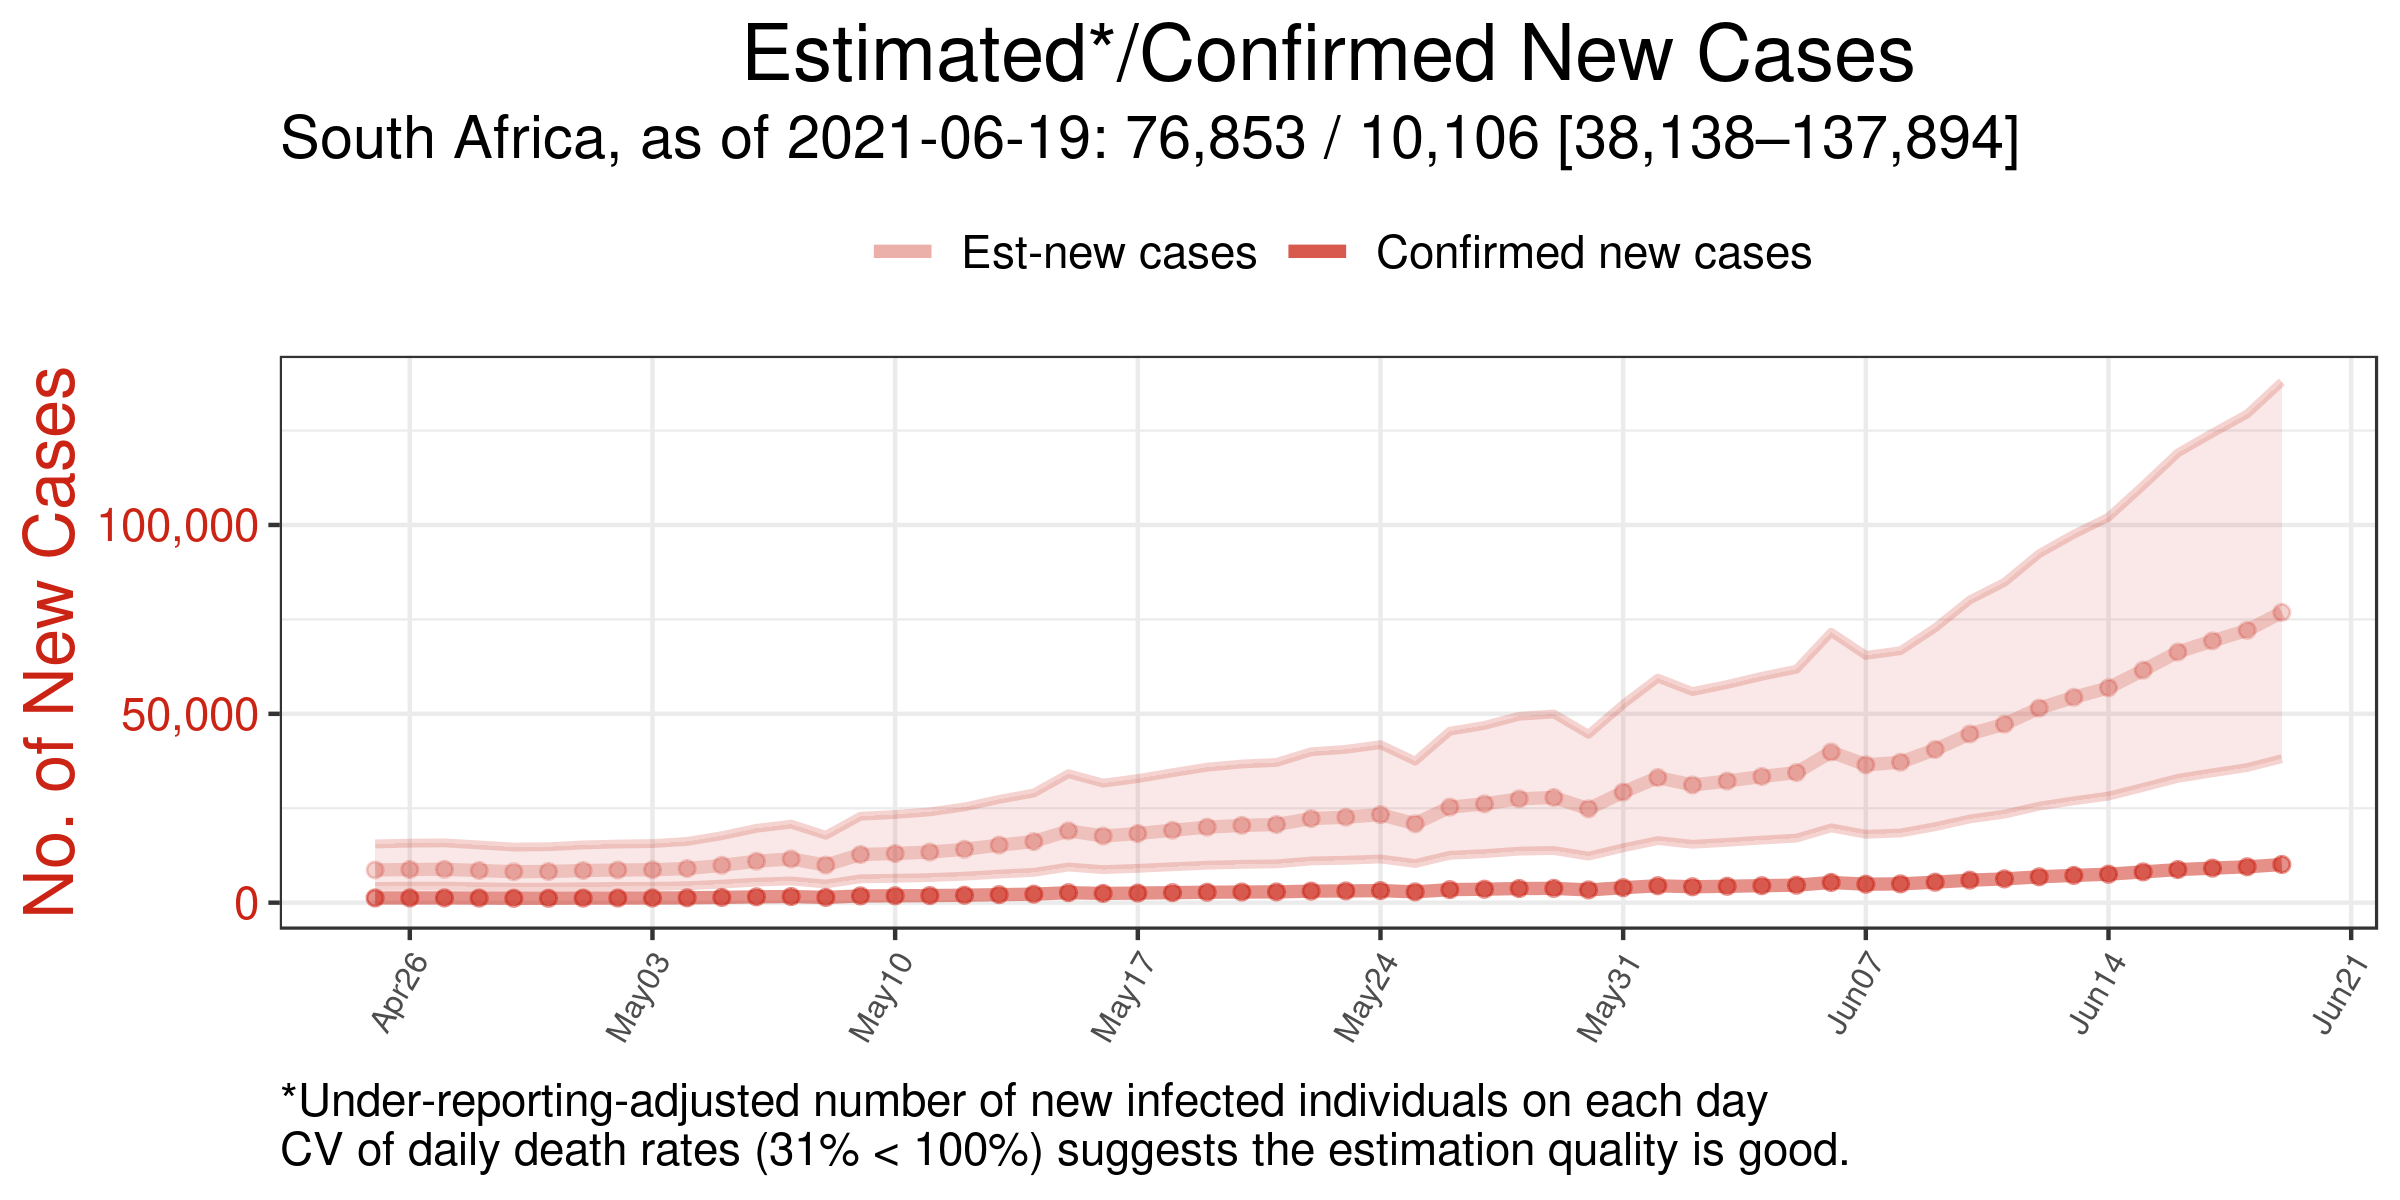 Estimated*/Confirmed New Cases
South Africa, as of 2021-06-19: 76,853 / 10,106 [38,138–137,894]
Est-new cases
Confirmed new cases
No. of New Cases
100,000
50,000
0
Apr26
May03
May10
May17
May24
May31
Jun07
Jun14
Jun21
*Under-reporting-adjusted number of new infected individuals on each day
CV of daily death rates (31% < 100%) suggests the estimation quality is good.